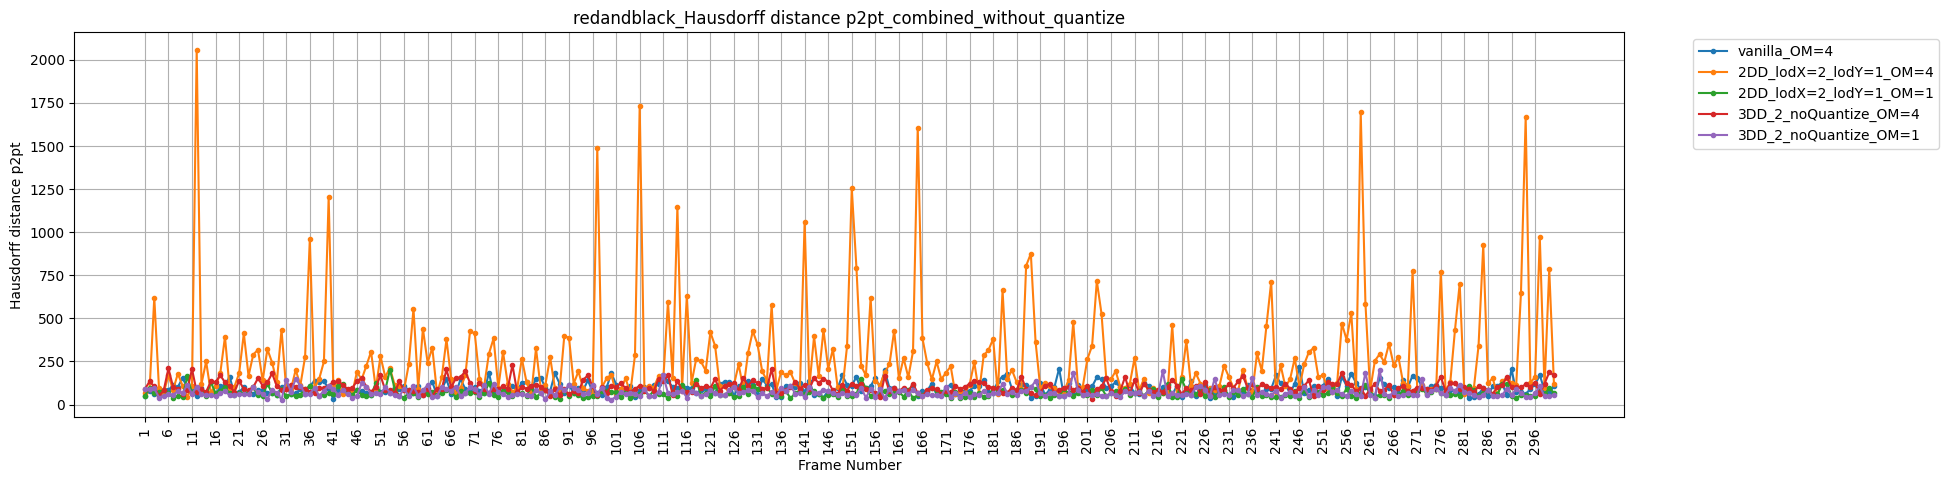 redandblack_Hausdorff distance p2pt_combined_without_quantize
2000
1750
1500
1250
1000
750
500
250
0
Hausdorff distance p2pt
1 6 11 16 21 26 31 36 41 46 51 56 61 66 71 76 81 86 91 96 101 106 111 116 121 126 131 136 141 146 151 156 161 166 171 176 181 186 191 196 201 206 211 216 221 226 231 236 241 246 251 256 261 266 271 276 281 286 291 296
Frame Number
vanilla_OM=4
2DD_lodX=2_lodY=1_OM=4
2DD_lodX=2_lodY=1_OM=1
3DD_2_noQuantize_OM=4
3DD_2_noQuantize_OM=1